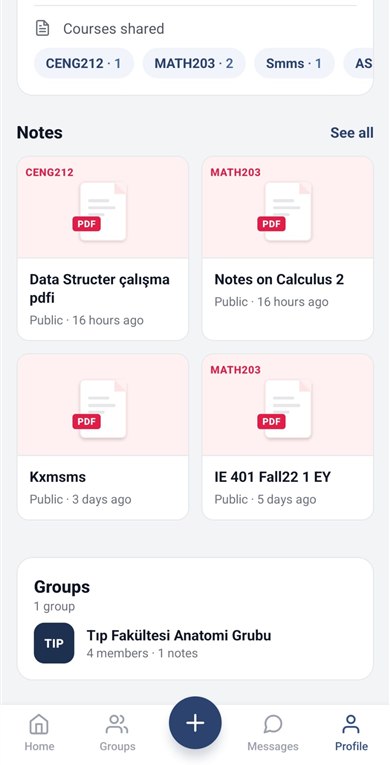 Courses shared
CENG212 · 1
MATH203 · 2
Smms · 1
AS
Notes
See all
CENG212
PDF
Data Structer çalışma
pdfi
Public · 16 hours ago
MATH203
PDF
Notes on Calculus 2
Public · 16 hours ago
PDF
Kxmsms
Public · 3 days ago
MATH203
PDF
IE 401 Fall22 1 EY
Public · 5 days ago
Groups
1 group
TIP
Tıp Fakültesi Anatomi Grubu
4 members · 1 notes
Home
Groups
Messages
Profile